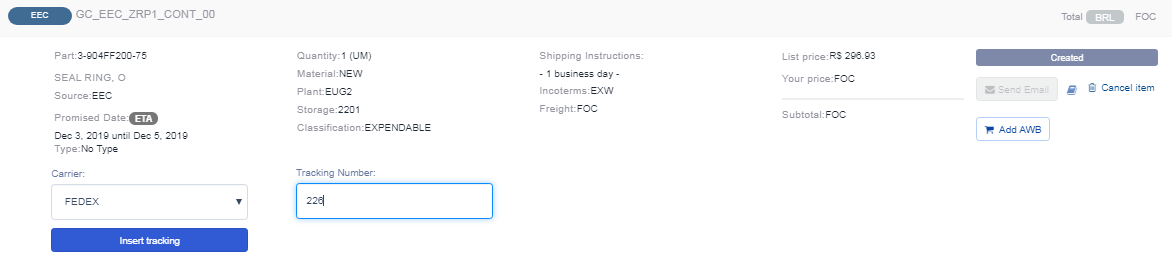 EEC GC_EEC_ZRP1_CONT_00 Total BRL FOC
Part:3-904FF200-75
SEAL RING, O
Source:EEC
Promised Date:ETA
Dec 3, 2019 until Dec 5, 2019
Type:No Type
Quantity:1 (UM)
Material:NEW
Plant:EUG2
Storage:2201
Classification:EXPENDABLE
Shipping Instructions:
- 1 business day -
Incoterms:EXW
Freight:FOC
List price:R$ 296.93
Your price:FOC
Subtotal:FOC
Created
Send Email Cancel item
Add AWB
Carrier:
FEDEX
Tracking Number:
226
Insert tracking